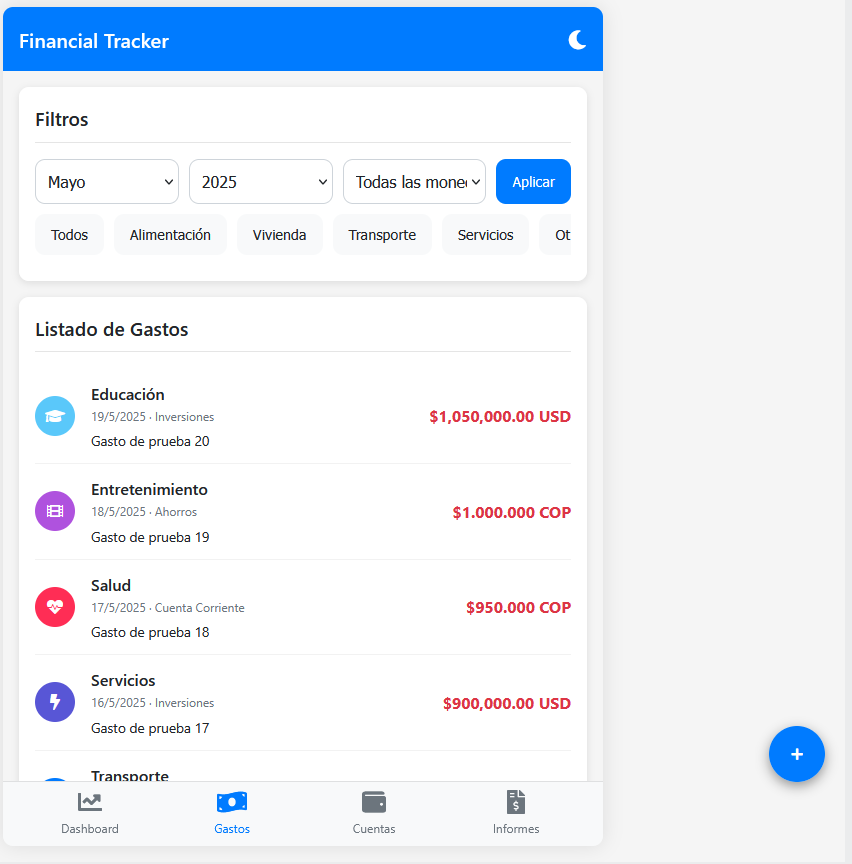 Financial Tracker
Filtros
Mayo 2025 Todas las mone Aplicar
Todos Alimentación Vivienda Transporte Servicios Ot
Listado de Gastos
Educación
19/5/2025 · Inversiones
$1,050,000.00 USD
Gasto de prueba 20
Entretenimiento
18/5/2025 · Ahorros
$1.000.000 COP
Gasto de prueba 19
Salud
17/5/2025 · Cuenta Corriente
$950.000 COP
Gasto de prueba 18
Servicios
16/5/2025 · Inversiones
$900,000.00 USD
Gasto de prueba 17
Transporte
+
Dashboard Gastos Cuentas Informes